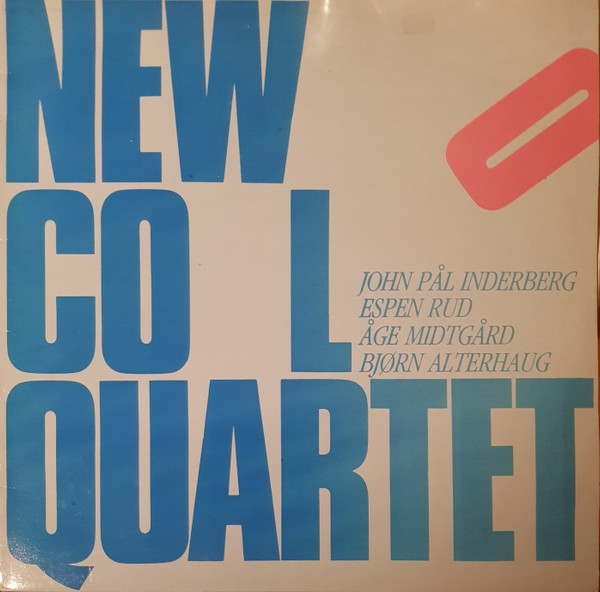 NEW
O
CO L
JOHN PÅL INDERBERG
ESPEN RUD
ÅGE MIDTGÅRD
BJØRN ALTERHAUG
QUARTET